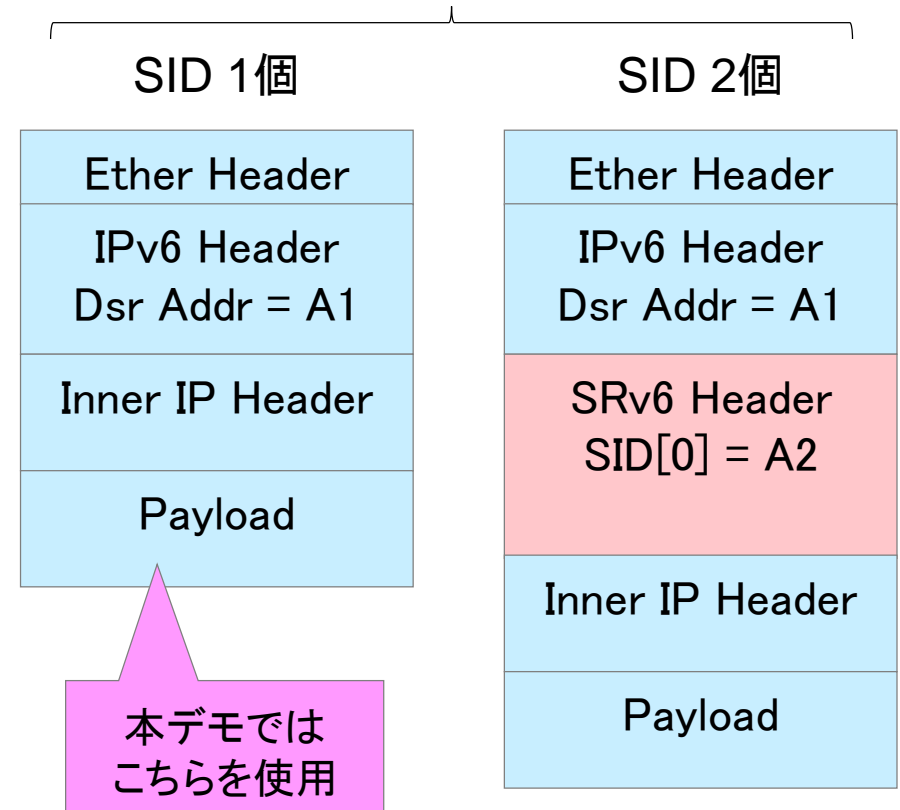 SID 1個
Ether Header
IPv6 Header
Dsr Addr = A1
Inner IP Header
Payload
本デモでは
こちらを使用
SID 2個
Ether Header
IPv6 Header
Dsr Addr = A1
SRv6 Header
SID[0] = A2
Inner IP Header
Payload